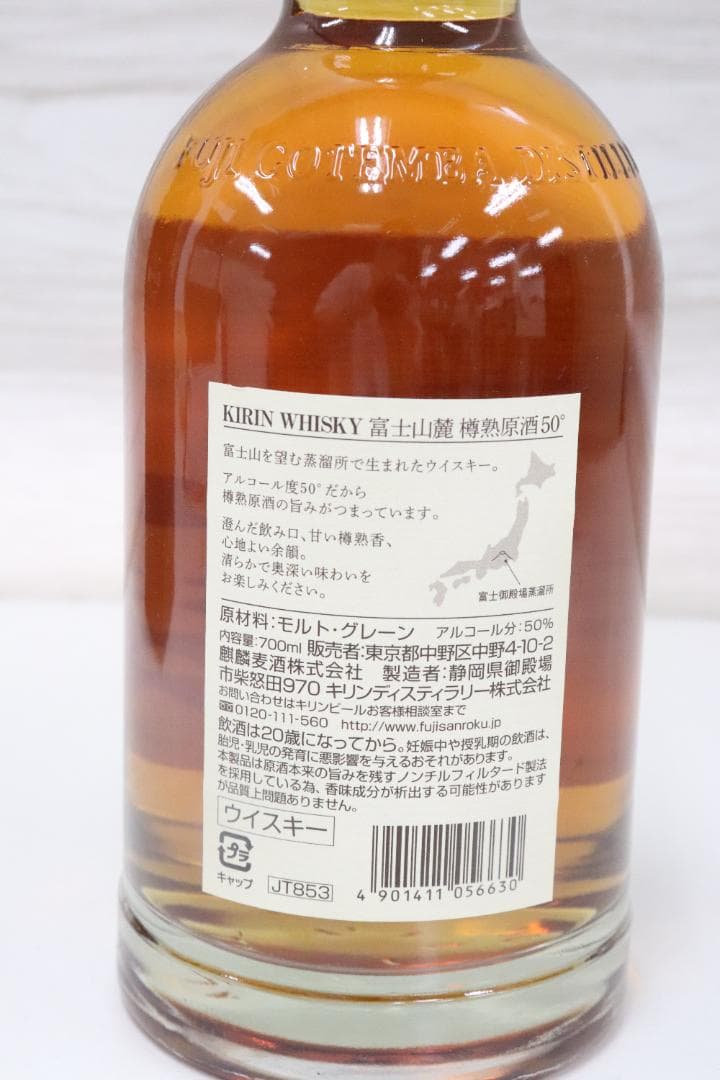 FUJI GOTEMBA DISTILL
KIRIN WHISKY 富士山麓 樽熟原酒50°
富士山を望む蒸溜所で生まれたウイスキー。
アルコール度50°だから
樽熟原酒の旨みがつまっています。
澄んだ飲み口、甘い樽熟香、
心地よい余韻。
清らかで奥深い味わいを
お楽しみください。
富士御殿場蒸溜所
原材料:モルト・グレーン アルコール分:50%
内容量:700ml 販売者:東京都中野区中野4-10-2
麒麟麦酒株式会社 製造者:静岡県御殿場
市柴怒田970 キリンディスティラリー株式会社
お問い合わせはキリンビールお客様相談室まで
0120-111-560 http://www.fujisanroku.jp/
飲酒は20歳になってから。妊娠中や授乳期の飲酒は、
胎児・乳児の発育に悪影響を与えるおそれがあります。
本製品は原酒本来の旨みを残すノンチルフィルタード製法
を採用している為、香味成分が析出する可能性があります
が品質上問題ありません。
ウイスキー
プラ
キャップ JT853
4 901411 056630